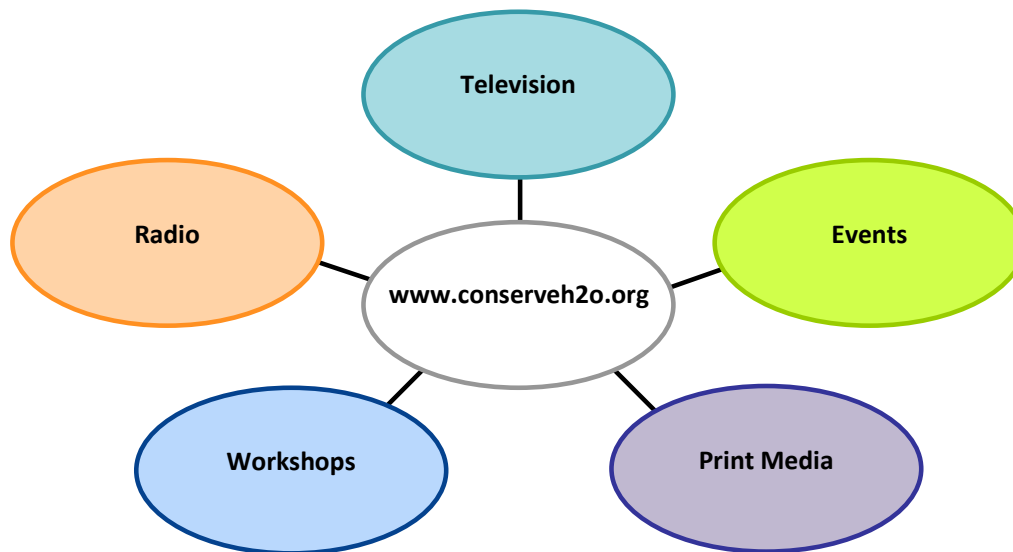 Television
Radio
Events
www.conserveh2o.org
Workshops
Print Media